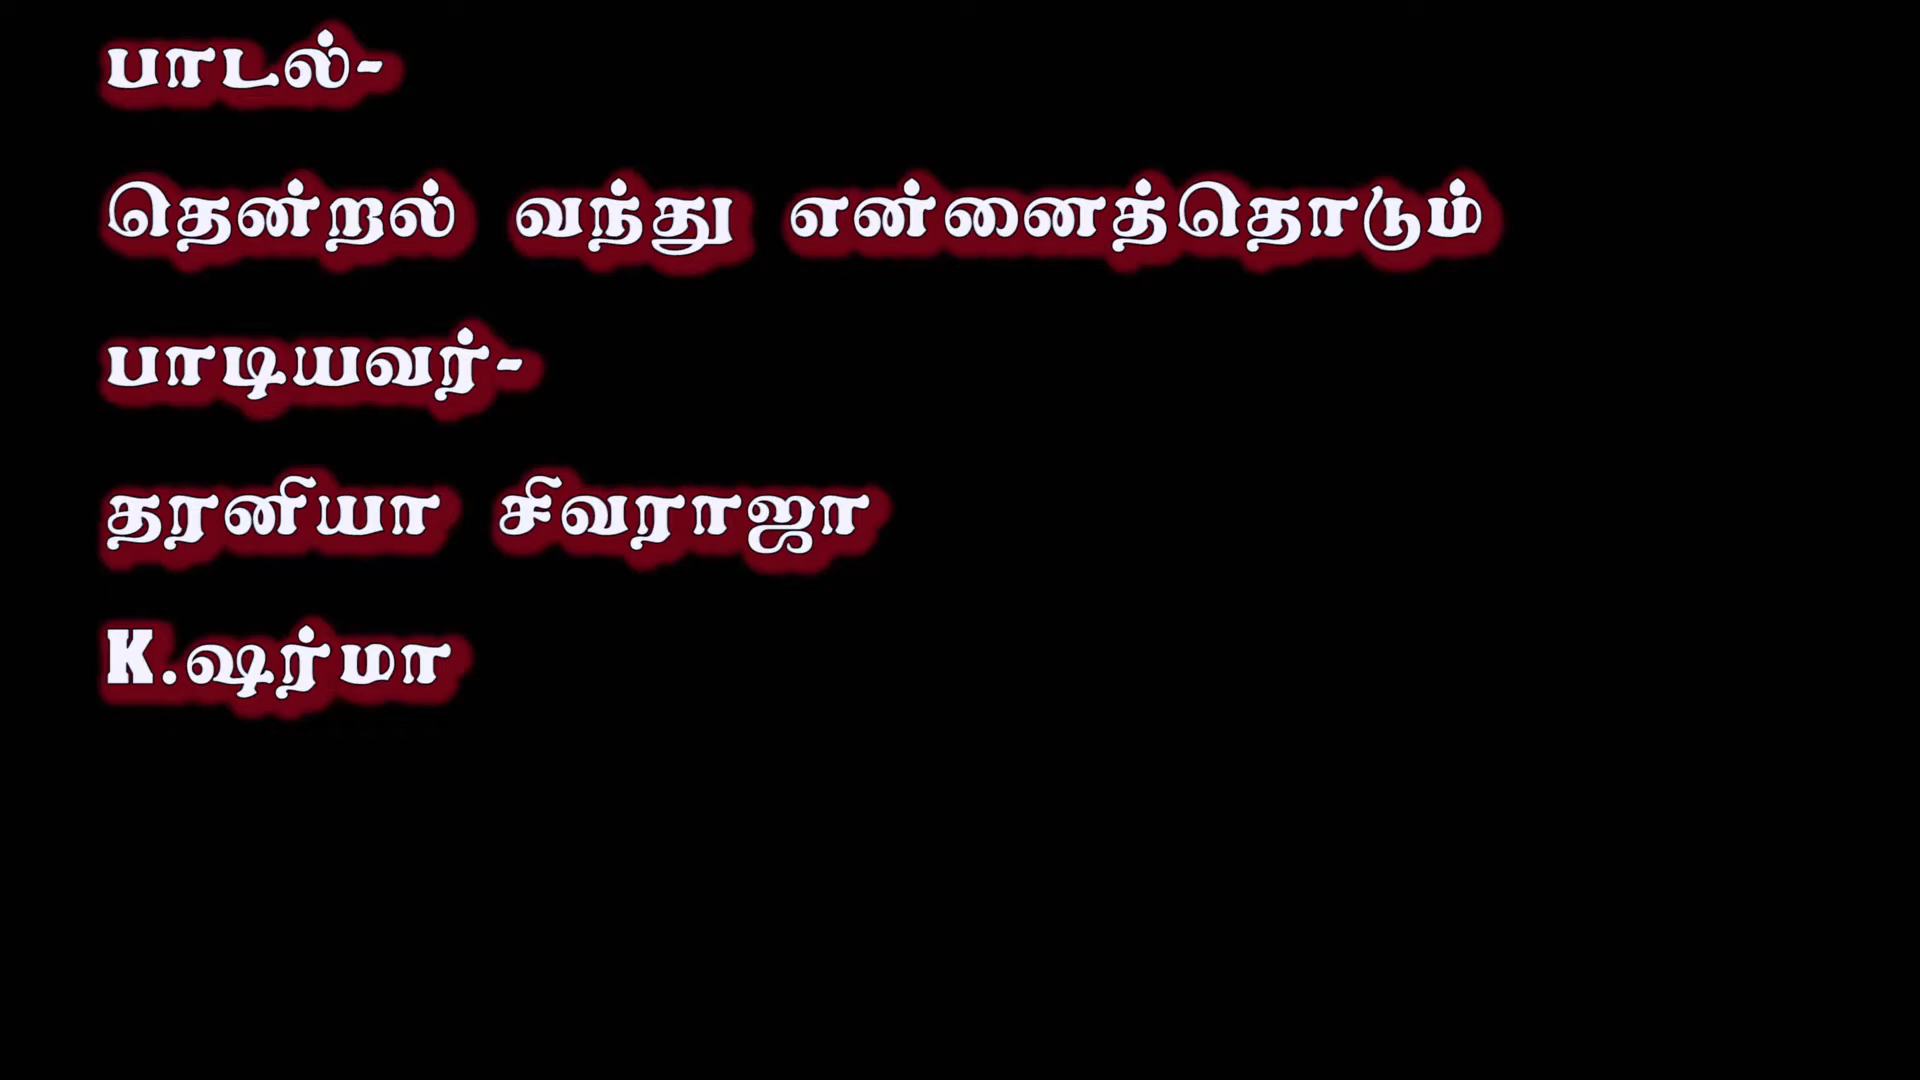 பாடல்-
தென்றல் வந்து என்னைத்தொடும்
பாடியவர்-
தரனியா சிவராஜா
K.ஷர்மா